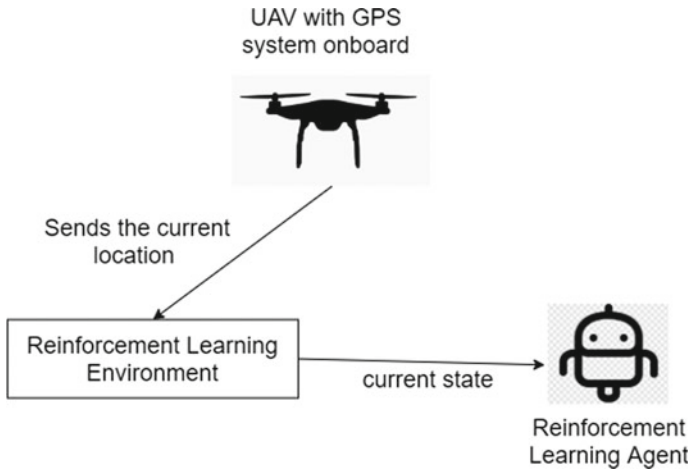 UAV with GPS
system onboard
Sends the current
location
Reinforcement Learning
Environment
current state
Reinforcement
Learning Agent